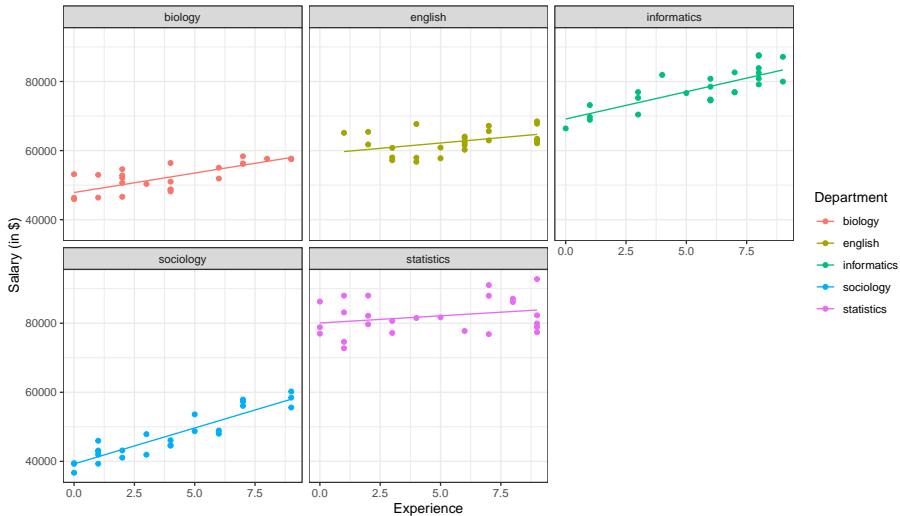 biology
english
informatics
80000
60000
40000
0.0
2.5
5.0
7.5
sociology
statistics
80000
60000
40000
0.0
2.5
5.0
7.5
0.0
2.5
5.0
7.5
Experience
Salary (in $)
Department
biology
english
informatics
sociology
statistics